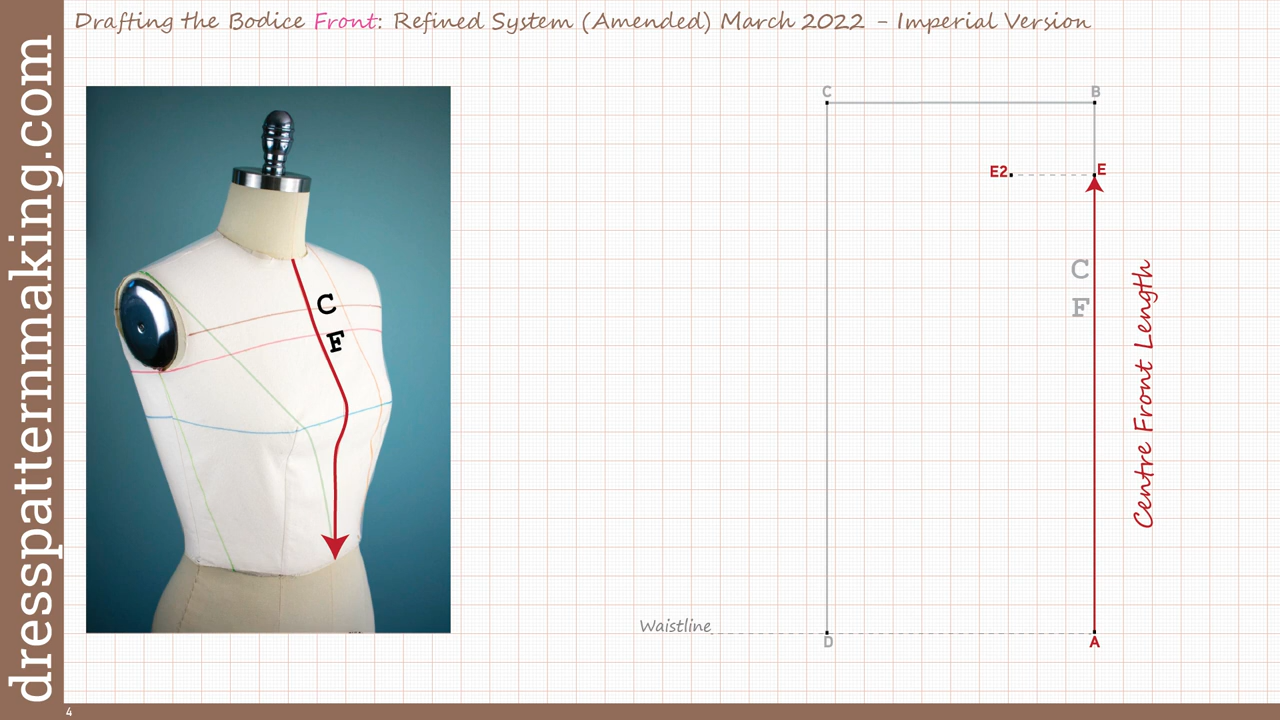 Drafting the Bodice Front: Refined System (Amended) March 2022 - Imperial Version
dresspatternmaking.com
C
F
C
B
E2
E
C
F
Centre Front Length
Waistline
D
A
4